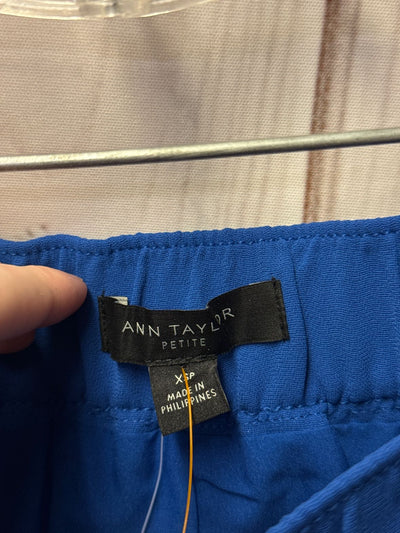 ANN TAYLOR
PETITE
XSP
MADE IN
PHILIPPINES